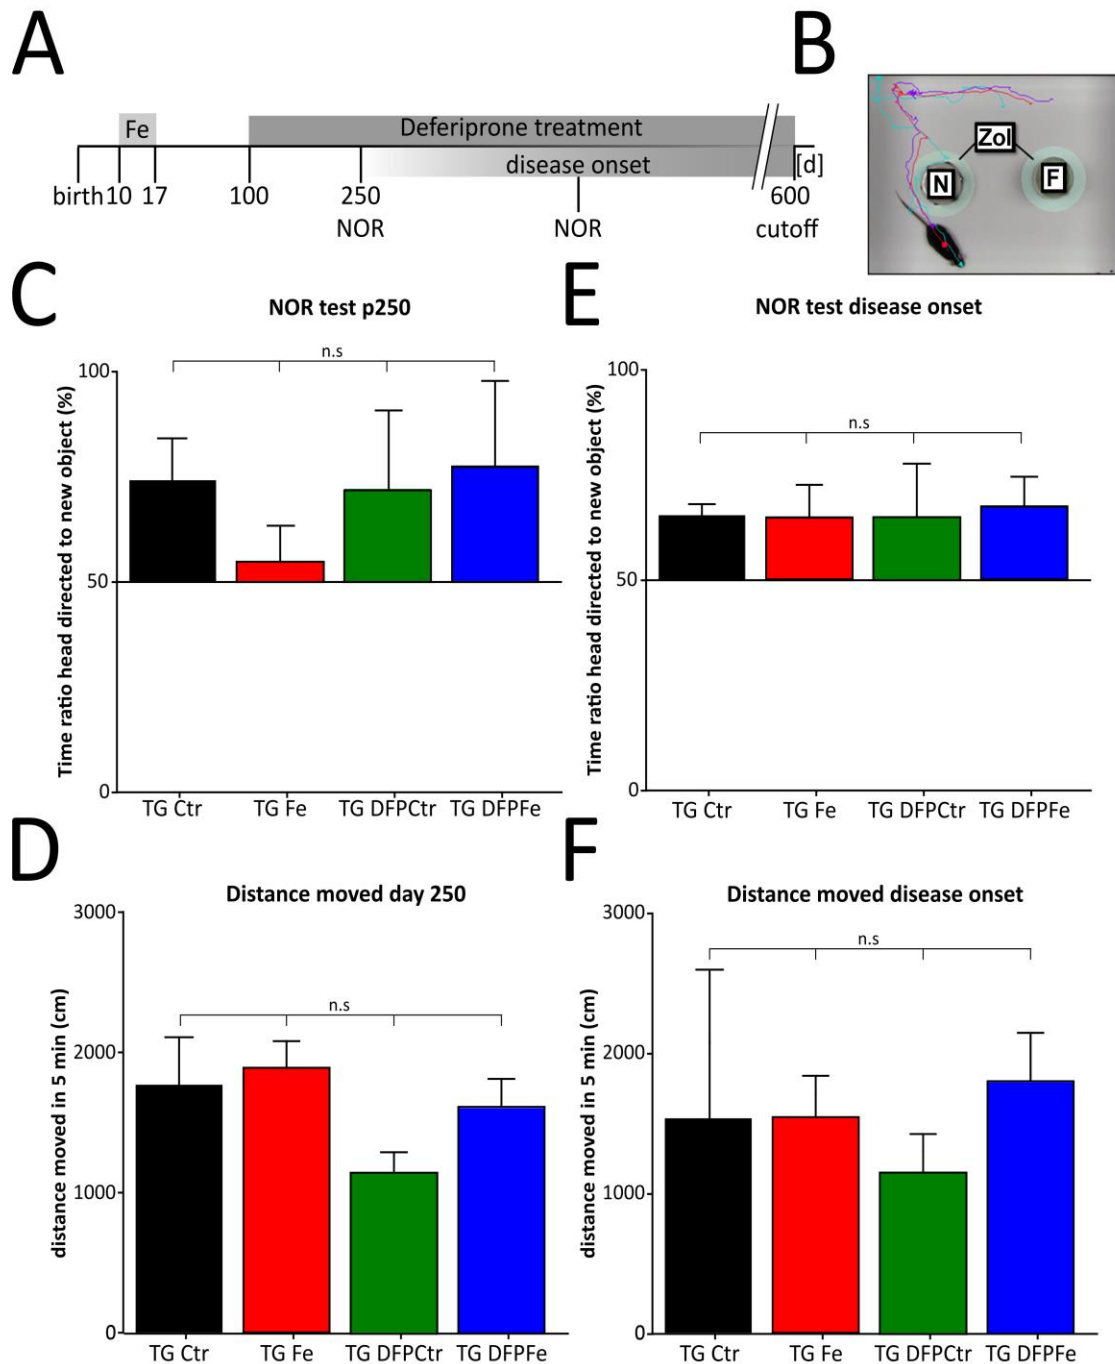 A
Fe
Deferiprone treatment
disease onset
[d]
birth 10 17 100 250 600
NOR NOR cutoff
B
Zol
N F
C
NOR test p250
n.s
Time ratio head directed to new object (%)
100
50
0
TG Ctr TG Fe TG DFPCtr TG DFPFe
E
NOR test disease onset
n.s
Time ratio head directed to new object (%)
100
50
0
TG Ctr TG Fe TG DFPCtr TG DFPFe
D
Distance moved day 250
n.s
distance moved in 5 min (cm)
3000
2000
1000
0
TG Ctr TG Fe TG DFPCtr TG DFPFe
F
Distance moved disease onset
n.s
distance moved in 5 min (cm)
3000
2000
1000
0
TG Ctr TG Fe TG DFPCtr TG DFPFe